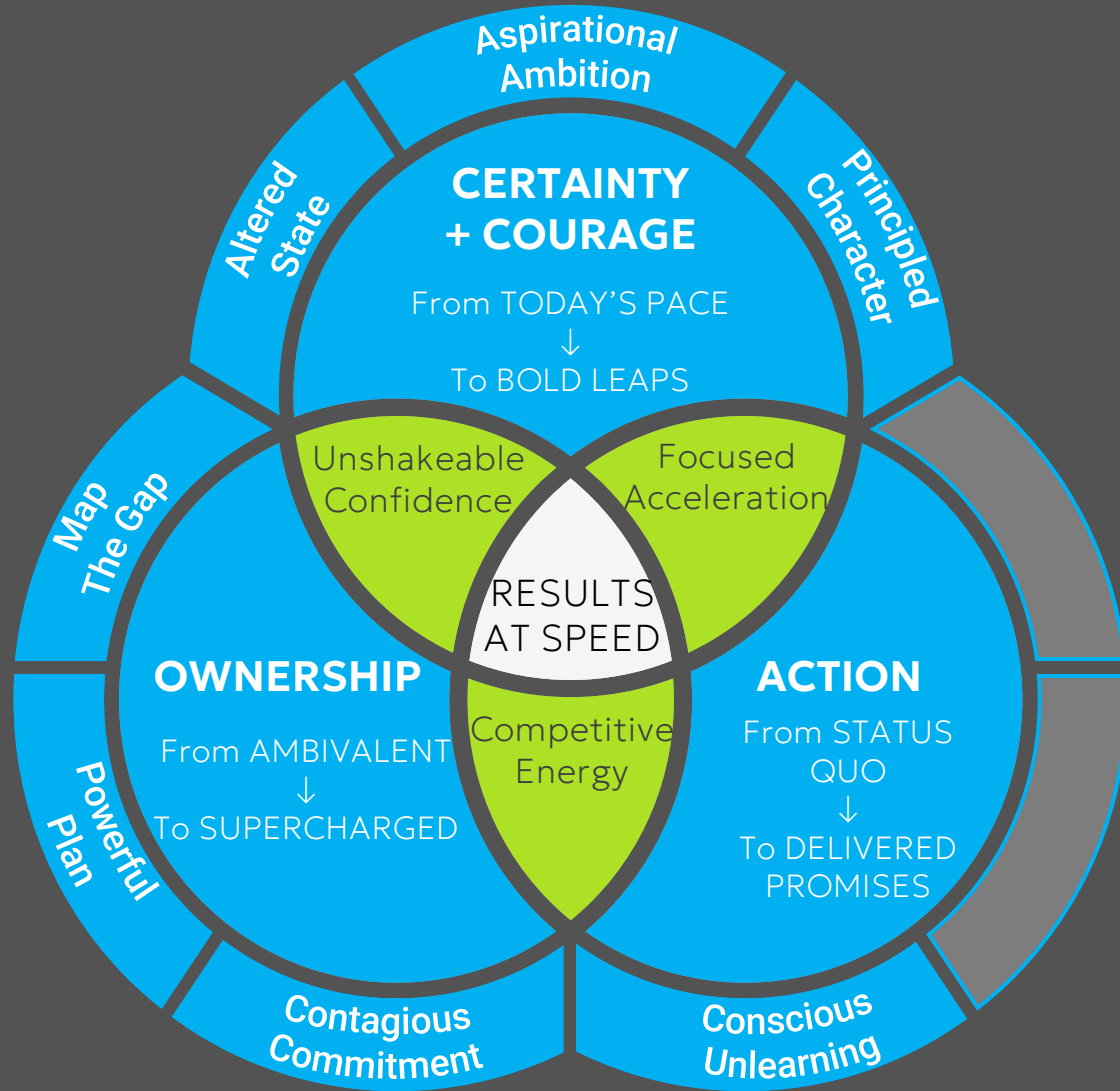 Aspirational
Ambition
Altered
State
Principled
Character
CERTAINTY
+ COURAGE
From TODAY’S PACE
↓
To BOLD LEAPS
Unshakeable
Confidence
Focused
Acceleration
RESULTS
AT SPEED
Map
The Gap
OWNERSHIP
From AMBIVALENT
↓
To SUPERCHARGED
Competitive
Energy
ACTION
From STATUS
QUO
↓
To DELIVERED
PROMISES
Powerful
Plan
Contagious
Commitment
Conscious
Unlearning